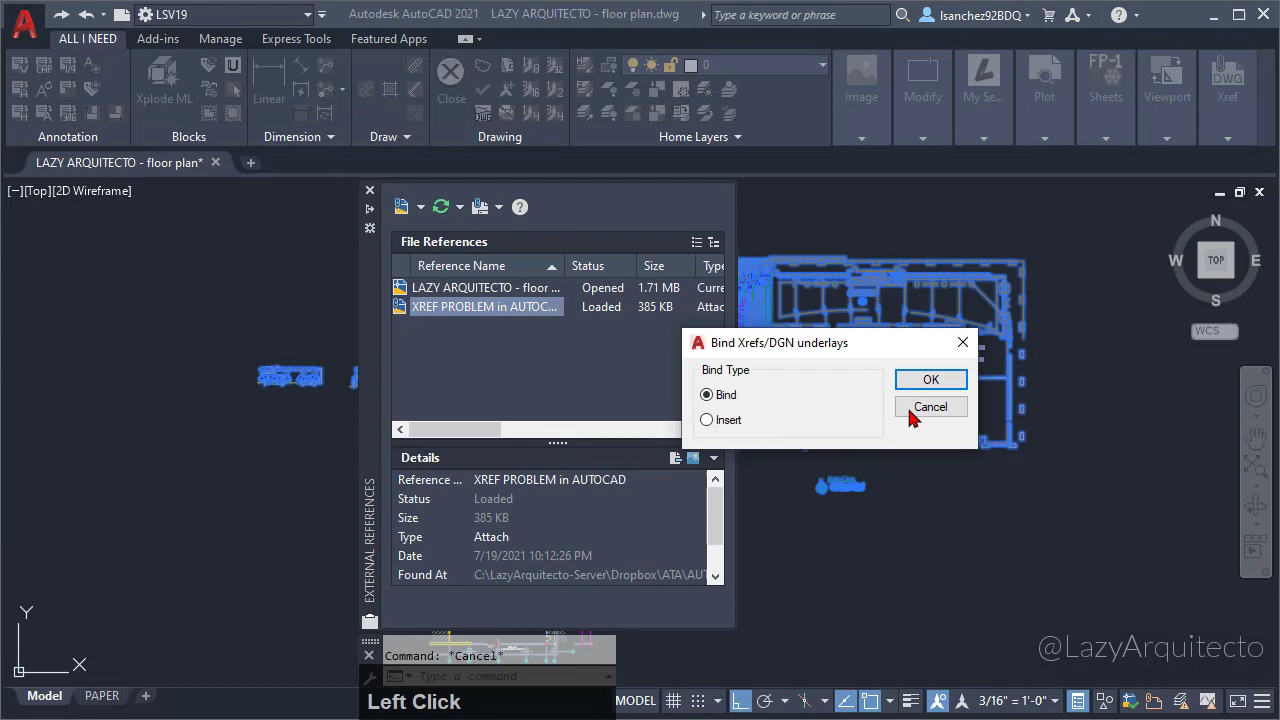 LSV19
Autodesk AutoCAD 2021 LAZY ARQUITECTO - floor plan.dwg
Type a keyword or phrase
lsanchez92BDQ
ALL I NEED Add-ins Manage Express Tools Featured Apps
Xplode ML Linear Close 0 Image Modify My Se... Plot Sheets Viewport Xref
FP-1
DWG
Annotation Blocks Dimension Draw Drawing Home Layers
LAZY ARQUITECTO - floor plan*
[−][Top][2D Wireframe]
N
W TOP E
S
WCS
File References
Reference Name Status Size Type
LAZY ARQUITECTO - floor ... Opened 1.71 MB Curre
XREF PROBLEM in AUTOC... Loaded 385 KB Attac
Bind Xrefs/DGN underlays
Bind Type
Bind
Insert
OK
Cancel
Details
Reference ... XREF PROBLEM in AUTOCAD
Status Loaded
Size 385 KB
Type Attach
Date 7/19/2021 10:12:26 PM
Found At C:\LazyArquitecto-Server\Dropbox\ATA\AUT
EXTERNAL REFERENCES
Y
X
Command: *Cancel*
Type a command
@LazyArquitecto
Left Click
Model PAPER
MODEL 3/16" = 1'-0"